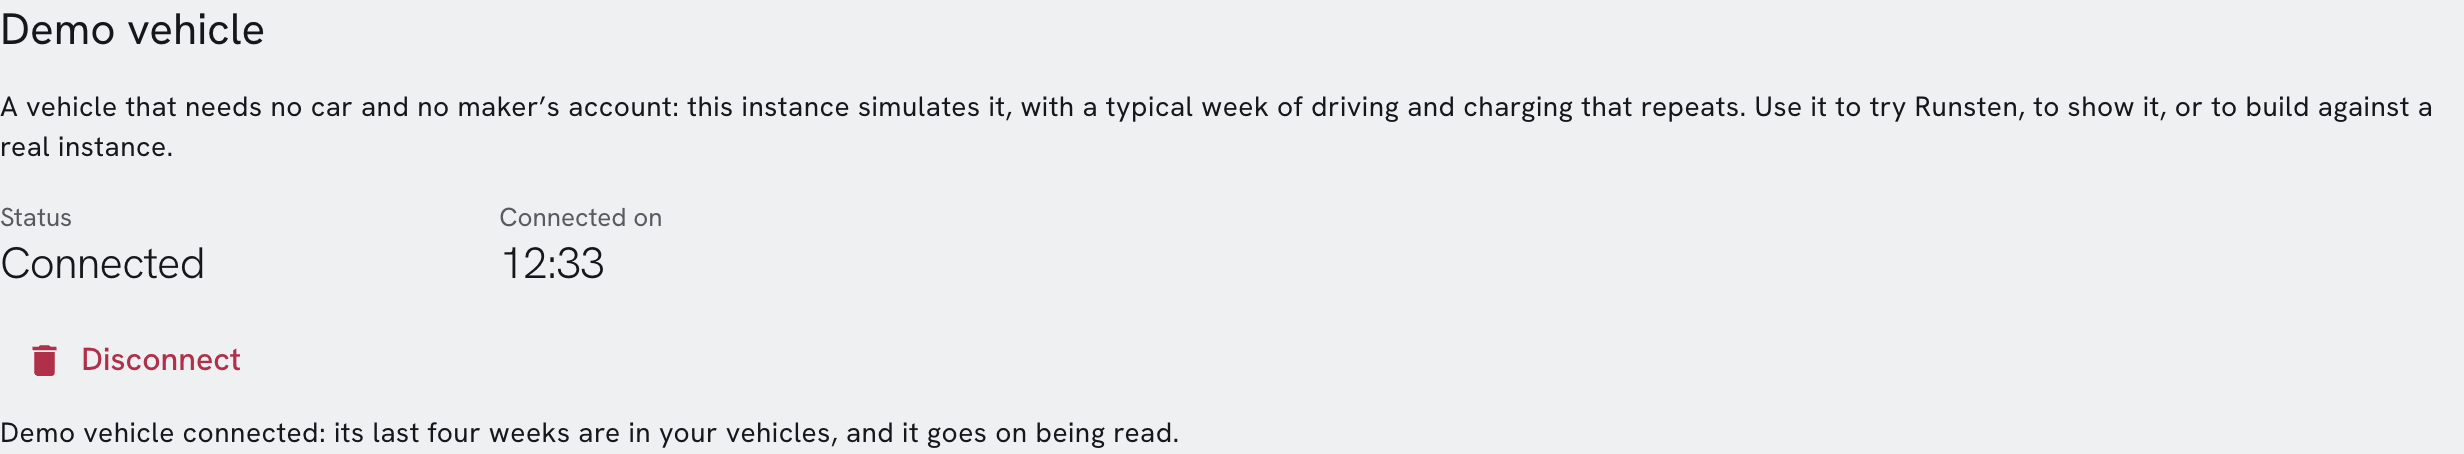 Demo vehicle
A vehicle that needs no car and no maker’s account: this instance simulates it, with a typical week of driving and charging that repeats. Use it to try Runsten, to show it, or to build against a
real instance.
Status
Connected
Connected on
12:33
Disconnect
Demo vehicle connected: its last four weeks are in your vehicles, and it goes on being read.